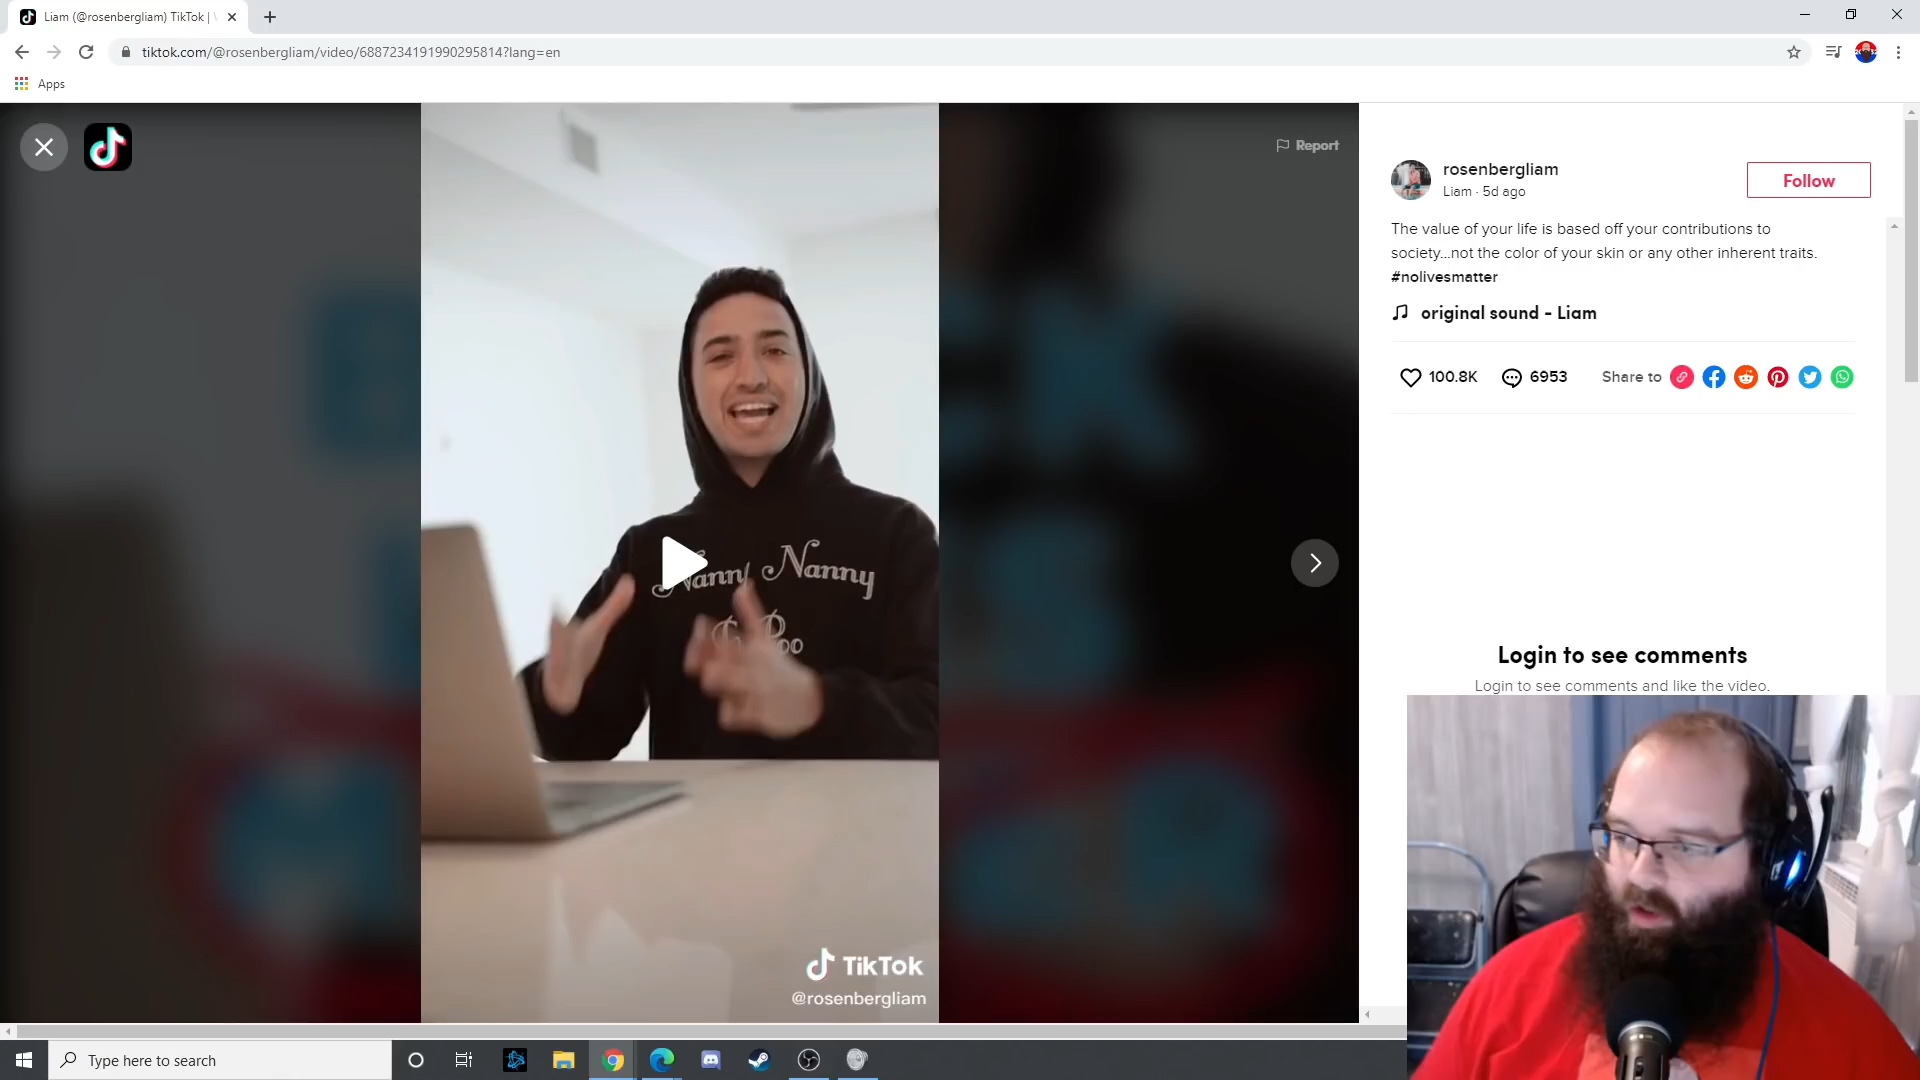 Liam (@rosenbergliam) TikTok |
tiktok.com/@rosenbergliam/video/6887234191990295814?lang=en
Apps
Report
rosenbergliam
Liam · 5d ago
Follow
The value of your life is based off your contributions to
society...not the color of your skin or any other inherent traits.
#nolivesmatter
original sound - Liam
100.8K
6953
Share to
Nanny Nanny
Poo
Login to see comments
Login to see comments and like the video.
TikTok
@rosenbergliam
Type here to search